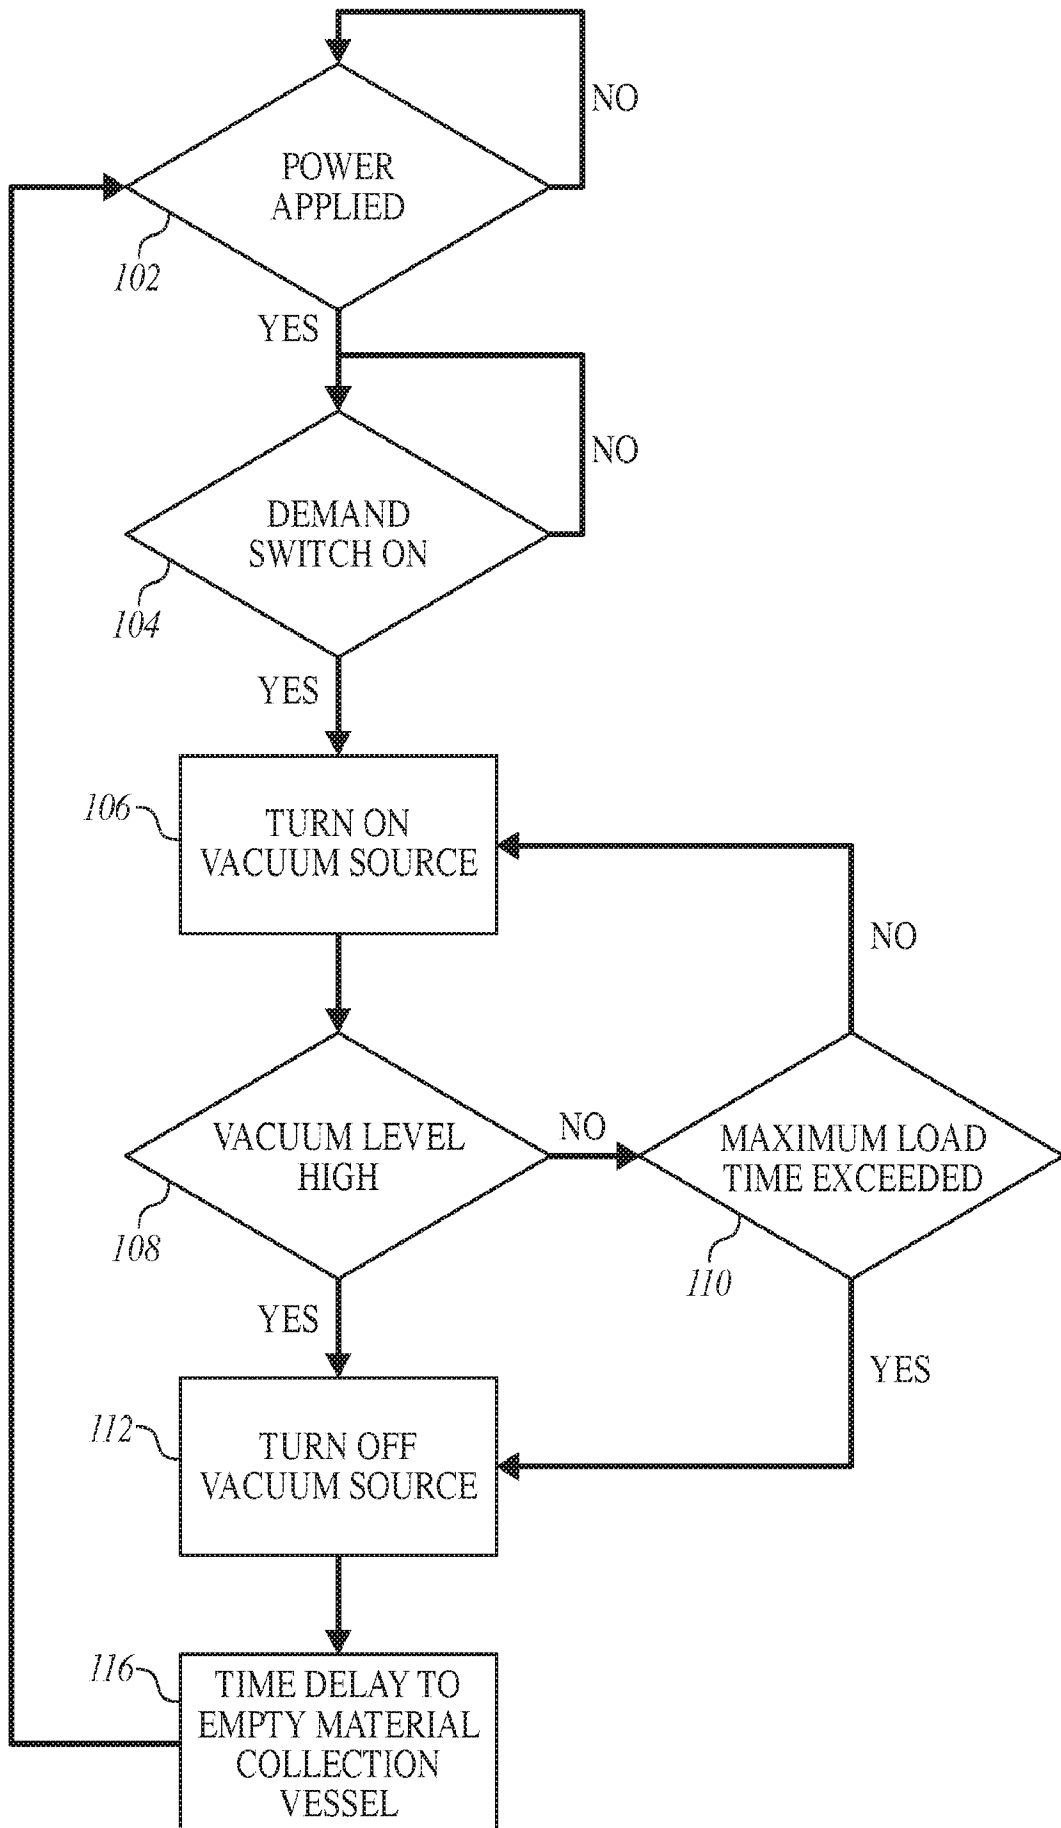 NO
POWER
APPLIED
102
YES
NO
DEMAND
SWITCH ON
104
YES
106
TURN ON
VACUUM SOURCE
NO
VACUUM LEVEL
HIGH
NO
MAXIMUM LOAD
TIME EXCEEDED
108
110
YES
YES
112
TURN OFF
VACUUM SOURCE
116
TIME DELAY TO
EMPTY MATERIAL
COLLECTION
VESSEL